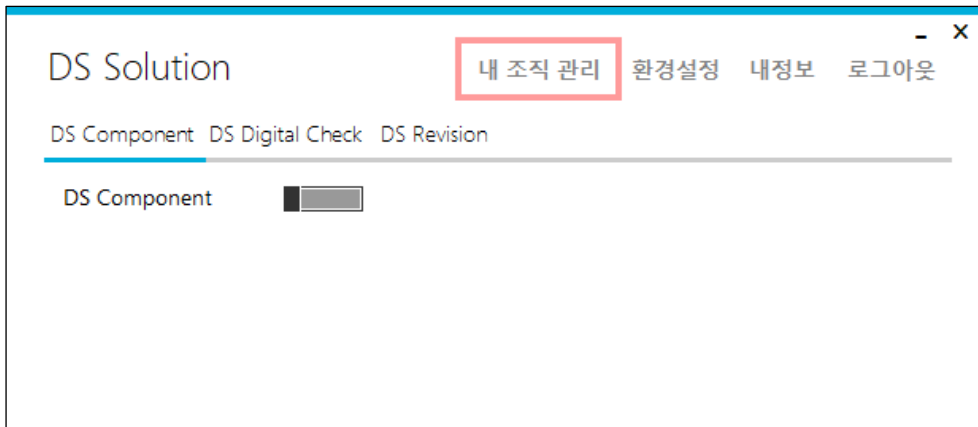 DS Solution
내 조직 관리 환경설정 내정보 로그아웃
DS Component DS Digital Check DS Revision
DS Component